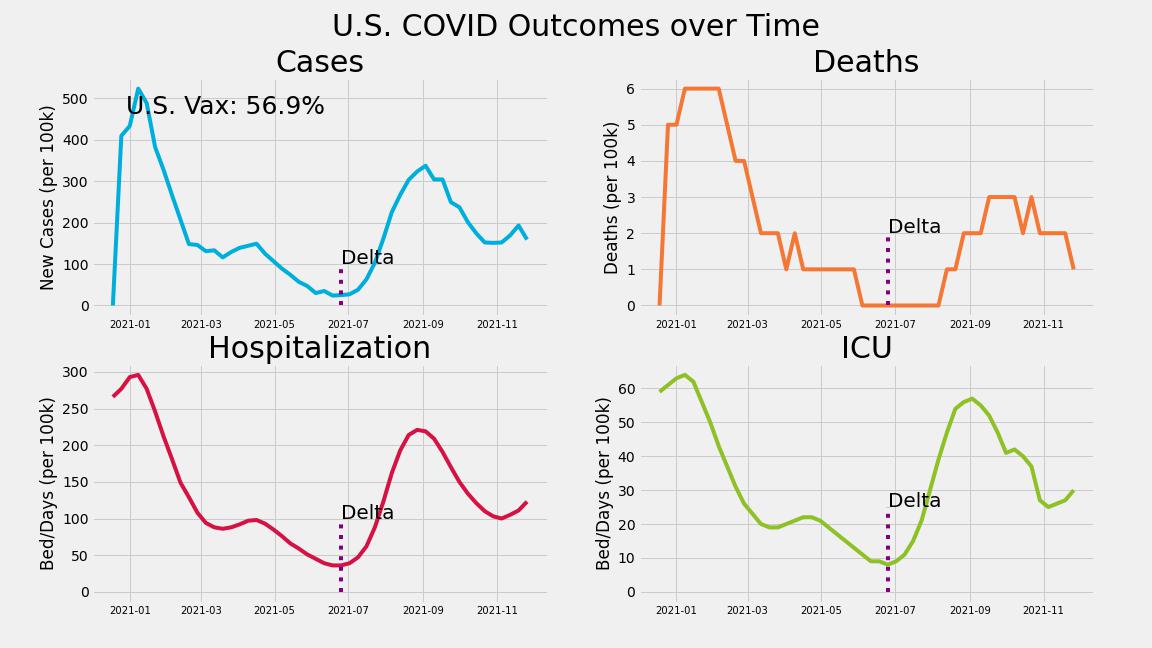 U.S. COVID Outcomes over Time
Cases
New Cases (per 100k)
500
400
300
200
100
0
U.S. Vax: 56.9%
Delta
2021-01 2021-03 2021-05 2021-07 2021-09 2021-11
Deaths
Deaths (per 100k)
6
5
4
3
2
1
0
Delta
2021-01 2021-03 2021-05 2021-07 2021-09 2021-11
Hospitalization
Bed/Days (per 100k)
300
250
200
150
100
50
0
Delta
2021-01 2021-03 2021-05 2021-07 2021-09 2021-11
ICU
Bed/Days (per 100k)
60
50
40
30
20
10
0
Delta
2021-01 2021-03 2021-05 2021-07 2021-09 2021-11